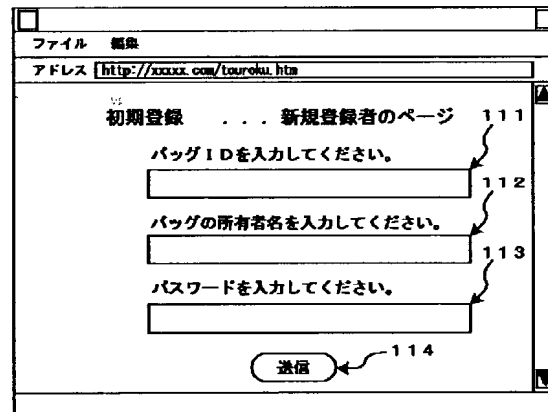 ファイル 編集
アドレス http://xxxxx.com/touroku.htm
初期登録 ... 新規登録者のページ
111
バッグIDを入力してください。
112
バッグの所有者名を入力してください。
113
パスワードを入力してください。
送信
114